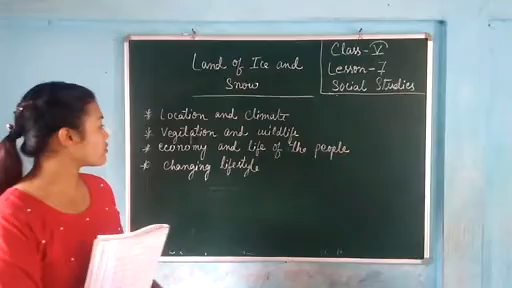 Land of Ice and
Snow
Class-V
Lesson-7
Social Studies
* Location and climate
* Vegitation and wildlife
* economy and life of the people
* changing lifestyle